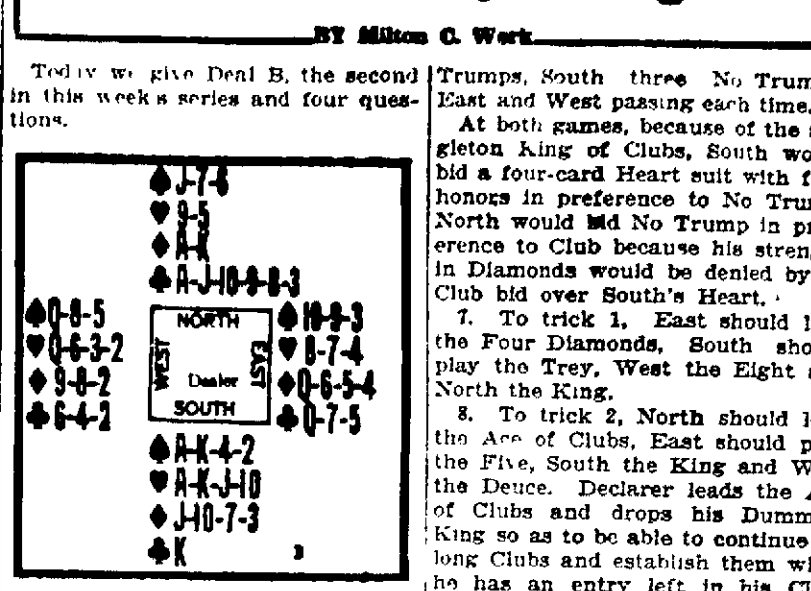 BY Milton C. Work
Today we give Deal B, the second
in this week's series and four ques-
tions.
♠ J-7-6
♥ 9-5
♦ A-K
♣ A-J-10-9-8-3
♠ Q-8-5
♥ Q-6-3-2
♦ 9-8-2
♣ 6-4-2
NORTH
WEST
EAST
Dealer
SOUTH
♠ 10-9-3
♥ 8-7-4
♦ Q-6-5-4
♣ Q-7-5
♠ A-K-4-2
♥ A-K-J-10
♦ J-10-7-3
♣ K
Trumps, South three No Trum
East and West passing each time.
At both games, because of the s
gleton King of Clubs, South wo
bid a four-card Heart suit with f
honors in preference to No Trum
North would bid No Trump in pr
erence to Club because his stren
in Diamonds would be denied by
Club bid over South's Heart.
7. To trick 1, East should l
the Four Diamonds, South sho
play the Trey, West the Eight a
North the King.
8. To trick 2, North should l
the Ace of Clubs, East should p
the Five, South the King and W
the Deuce. Declarer leads the A
of Clubs and drops his Dumm
King so as to be able to continue
long Clubs and establish them wh
he has an entry left in his Cl